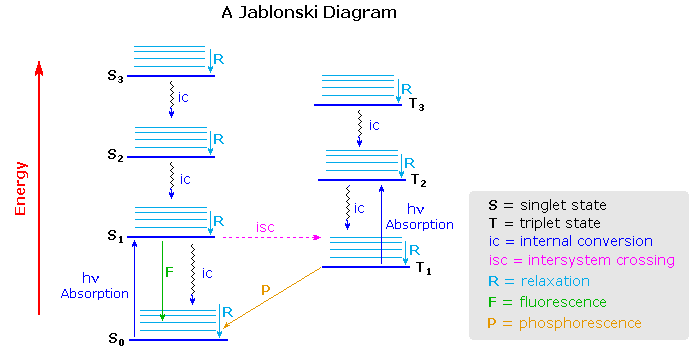 A Jablonski Diagram
R
S3
R
ic
T3
ic
R
ic
S2
R
T2
ic
ic
hν
Absorption
Energy
R
S1
isc
R
T1
F
ic
hν
Absorption
P
R
S0
S = singlet state
T = triplet state
ic = internal conversion
isc = intersystem crossing
R = relaxation
F = fluorescence
P = phosphorescence